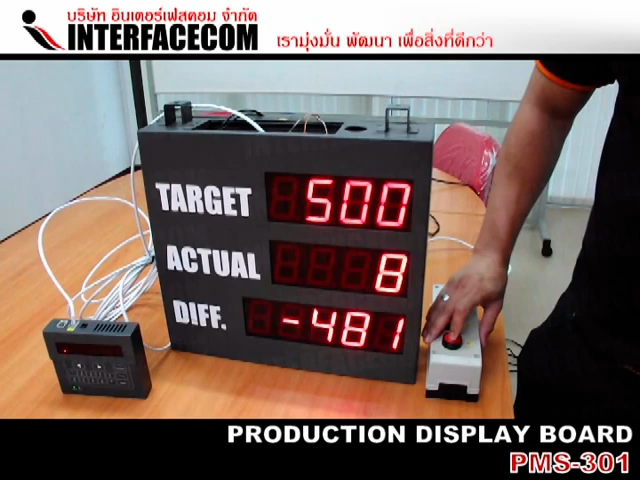 บริษัท อินเตอร์เฟสคอม จำกัด
INTERFACECOM
เรามุ่งมั่น พัฒนา เพื่อสิ่งที่ดีกว่า
TARGET 500
ACTUAL 8
DIFF. -481
PRODUCTION DISPLAY BOARD
PMS-301